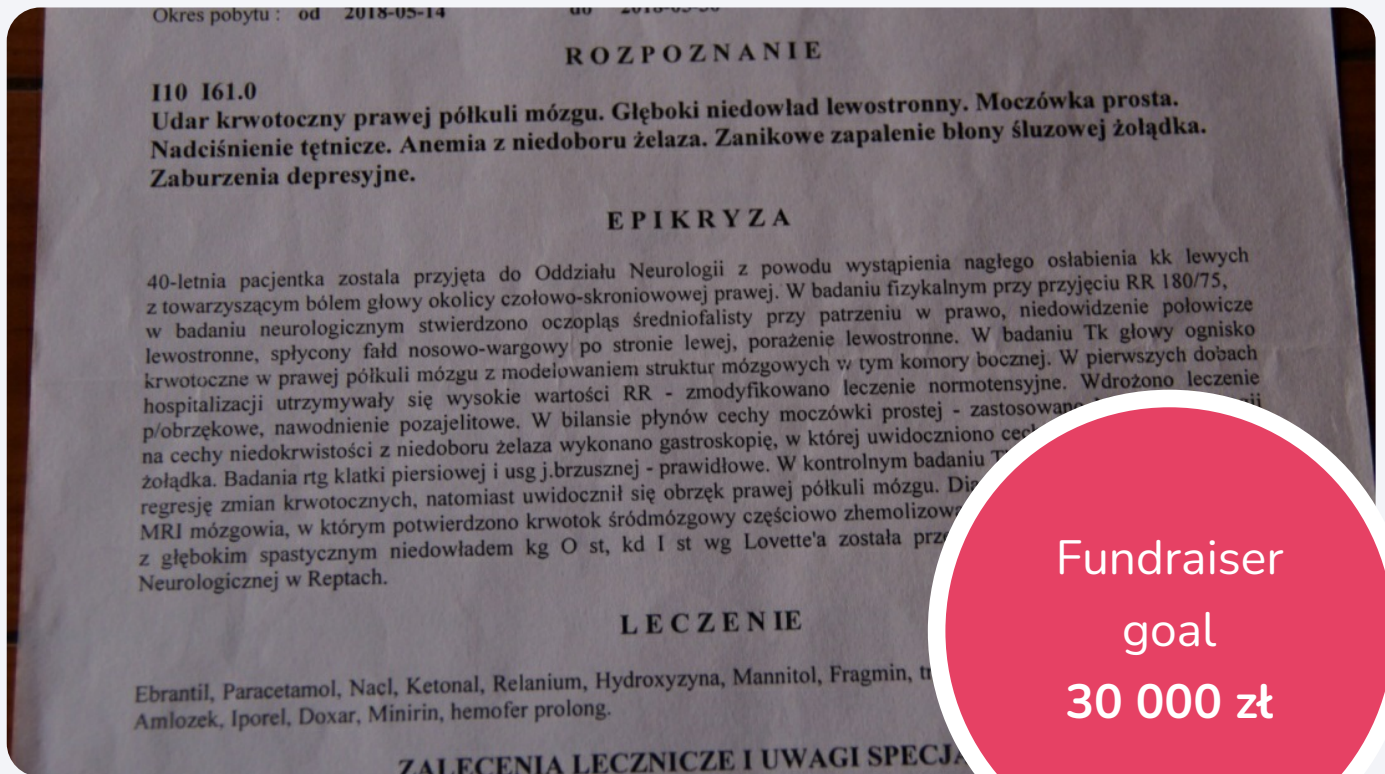 Okres pobytu : od 2018-05-14 do
ROZPOZNANIE
I10 I61.0
Udar krwotoczny prawej półkuli mózgu. Głęboki niedowład lewostronny. Moczówka prosta.
Nadciśnienie tętnicze. Anemia z niedoboru żelaza. Zanikowe zapalenie błony śluzowej żołądka.
Zaburzenia depresyjne.
EPIKRYZA
40-letnia pacjentka zostala przyjęta do Oddziału Neurologii z powodu wystąpienia nagłego osłabienia kk lewych
z towarzyszącym bólem głowy okolicy czołowo-skroniowowej prawej. W badaniu fizykalnym przy przyjęciu RR 180/75,
w badaniu neurologicznym stwierdzono oczopląs średniofalisty przy patrzeniu w prawo, niedowidzenie połowicze
lewostronne, spłycony fałd nosowo-wargowy po stronie lewej, porażenie lewostronne. W badaniu Tk głowy ognisko
krwotoczne w prawej półkuli mózgu z modelowaniem struktur mózgowych w tym komory bocznej. W pierwszych dobach
hospitalizacji utrzymywały się wysokie wartości RR - zmodyfikowano leczenie normotensyjne. Wdrożono leczenie
p/obrzękowe, nawodnienie pozajelitowe. W bilansie płynów cechy moczówki prostej - zastosowano
na cechy niedokrwistości z niedoboru żelaza wykonano gastroskopię, w której uwidoczniono
żołądka. Badania rtg klatki piersiowej i usg j.brzusznej - prawidłowe. W kontrolnym badaniu
regresję zmian krwotocznych, natomiast uwidocznił się obrzęk prawej półkuli mózgu.
MRI mózgowia, w którym potwierdzono krwotok śródmózgowy częściowo
z głębokim spastycznym niedowładem kg O st, kd I st wg Lovette'a została
Neurologicznej w Reptach.
LECZENIE
Ebrantil, Paracetamol, Nacl, Ketonal, Relanium, Hydroxyzyna, Mannitol, Fragmin,
Amlozek, Iporel, Doxar, Minirin, hemofer prolong.
ZALECENIA LECZNICZE I UWAGI
Fundraiser
goal
30 000 zł